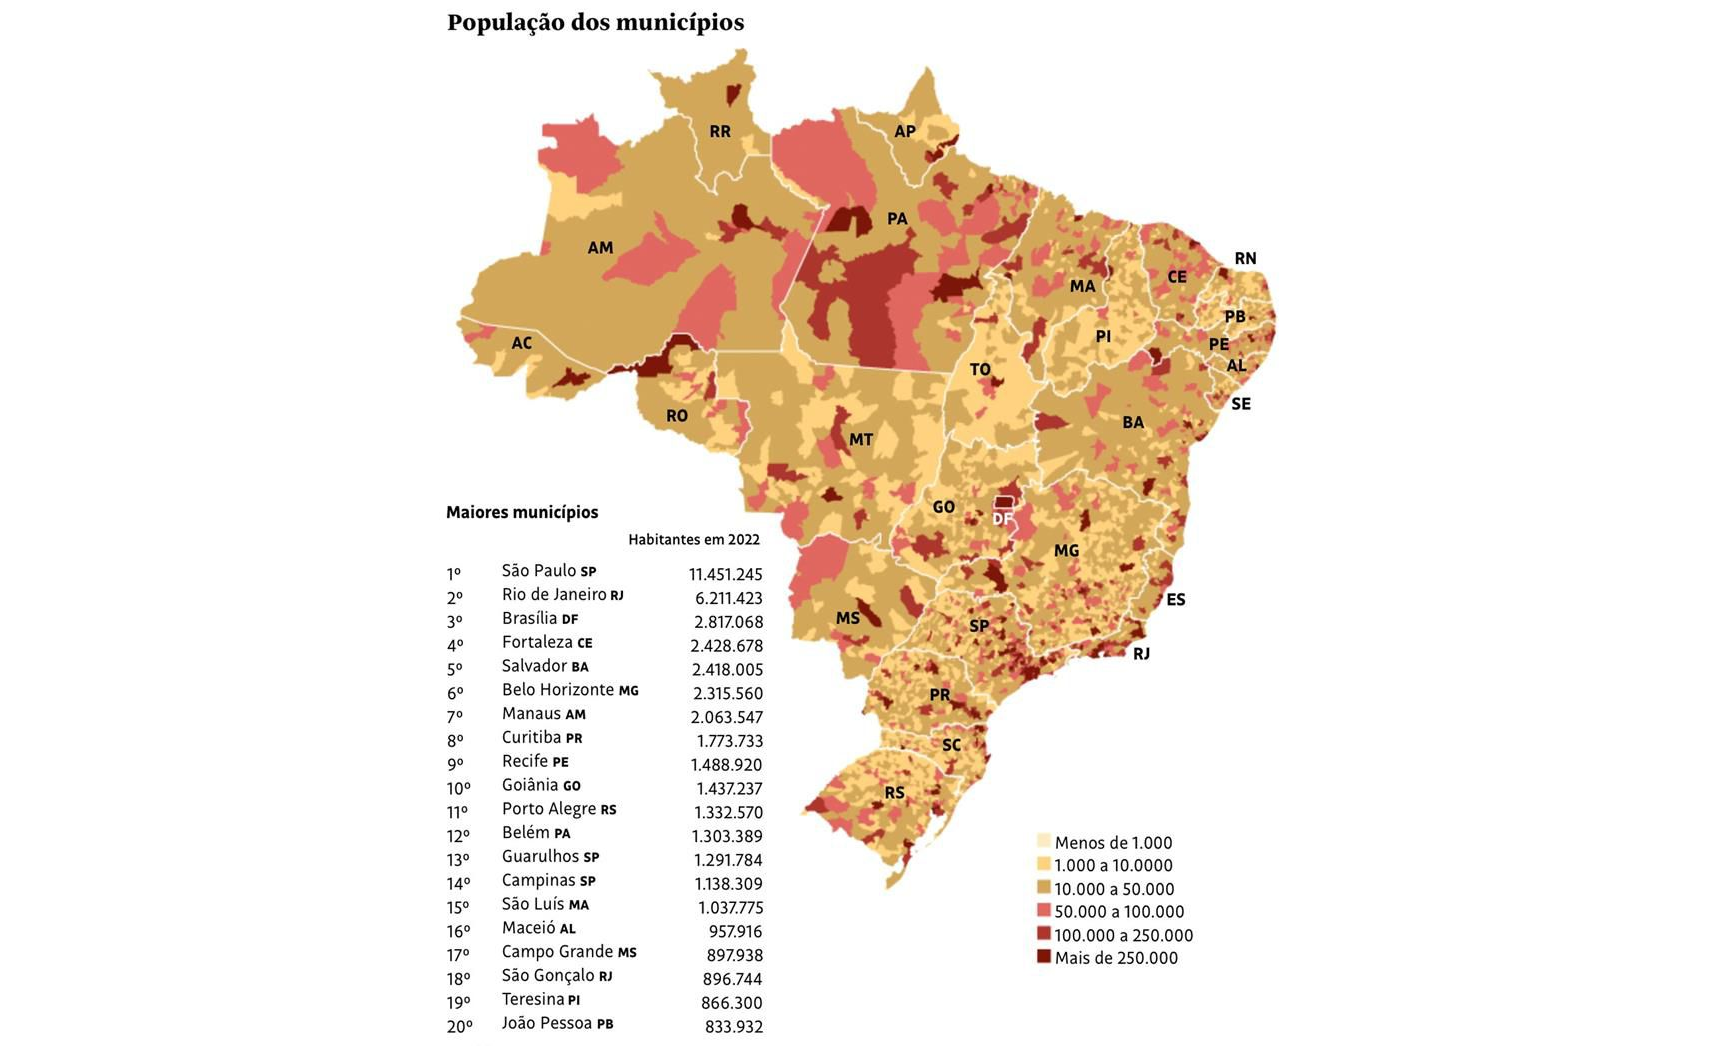 População dos municípios
RR
AP
AM
PA
RN
MA
CE
PB
AC
PI
PE
TO
AL
SE
RO
MT
BA
GO
DF
MG
ES
MS
SP
RJ
PR
SC
RS
Maiores municípios
Habitantes em 2022
1º São Paulo SP 11.451.245
2º Rio de Janeiro RJ 6.211.423
3º Brasília DF 2.817.068
4º Fortaleza CE 2.428.678
5º Salvador BA 2.418.005
6º Belo Horizonte MG 2.315.560
7º Manaus AM 2.063.547
8º Curitiba PR 1.773.733
9º Recife PE 1.488.920
10º Goiânia GO 1.437.237
11º Porto Alegre RS 1.332.570
12º Belém PA 1.303.389
13º Guarulhos SP 1.291.784
14º Campinas SP 1.138.309
15º São Luís MA 1.037.775
16º Maceió AL 957.916
17º Campo Grande MS 897.938
18º São Gonçalo RJ 896.744
19º Teresina PI 866.300
20º João Pessoa PB 833.932
Menos de 1.000
1.000 a 10.0000
10.000 a 50.000
50.000 a 100.000
100.000 a 250.000
Mais de 250.000